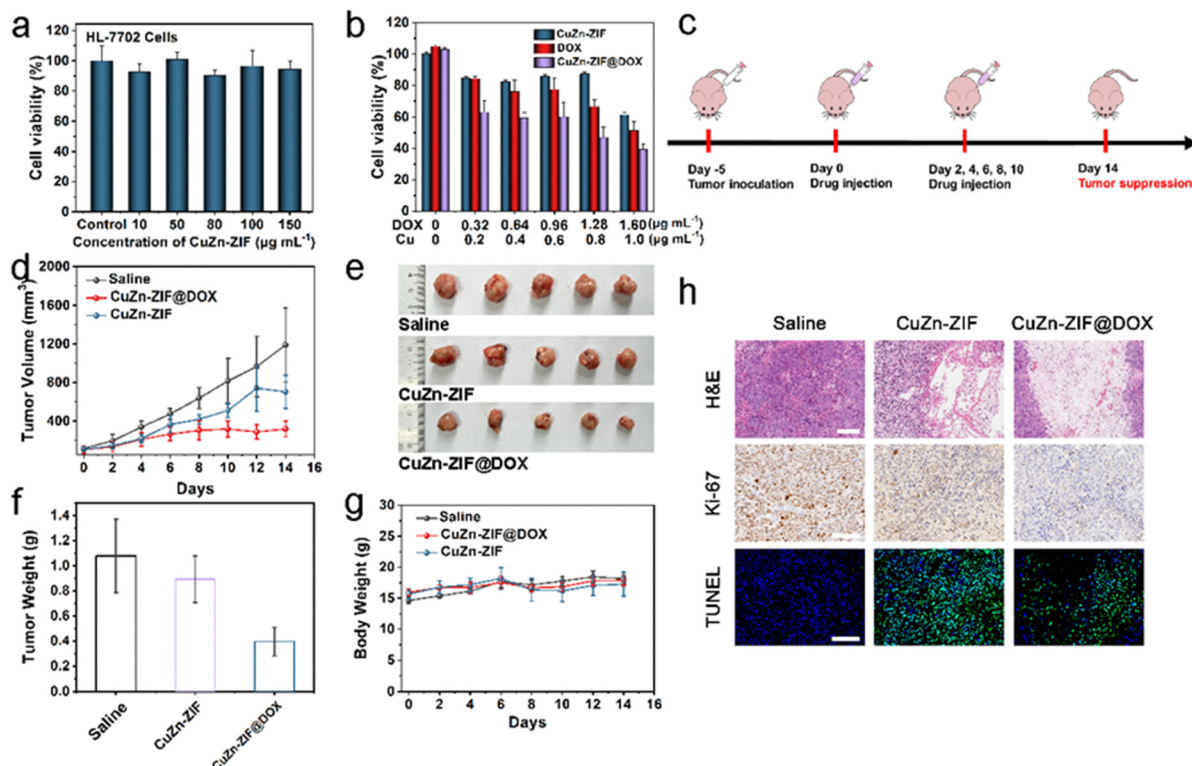 a
HL-7702 Cells
Cell viability (%)
120
100
80
60
40
20
0
Control 10 50 80 100 150
Concentration of CuZn-ZIF (μg mL⁻¹)
b
CuZn-ZIF
DOX
CuZn-ZIF@DOX
Cell viability (%)
120
100
80
60
40
20
0
DOX 0 0.32 0.64 0.96 1.28 1.60 (μg mL⁻¹)
Cu 0 0.2 0.4 0.6 0.8 1.0 (μg mL⁻¹)
c
Day -5
Tumor inoculation
Day 0
Drug injection
Day 2, 4, 6, 8, 10
Drug injection
Day 14
Tumor suppression
d
Saline
CuZn-ZIF@DOX
CuZn-ZIF
Tumor Volume (mm³)
2000
1600
1200
800
400
0 2 4 6 8 10 12 14 16
Days
e
Saline
CuZn-ZIF
CuZn-ZIF@DOX
f
Tumor Weight (g)
1.4
1.2
1.0
0.8
0.6
0.4
0.2
0.0
Saline
CuZn-ZIF
CuZn-ZIF@DOX
g
Saline
CuZn-ZIF@DOX
CuZn-ZIF
Body Weight (g)
30
25
20
15
10
5
0
0 2 4 6 8 10 12 14 16
Days
h
Saline CuZn-ZIF CuZn-ZIF@DOX
H&E
Ki-67
TUNEL